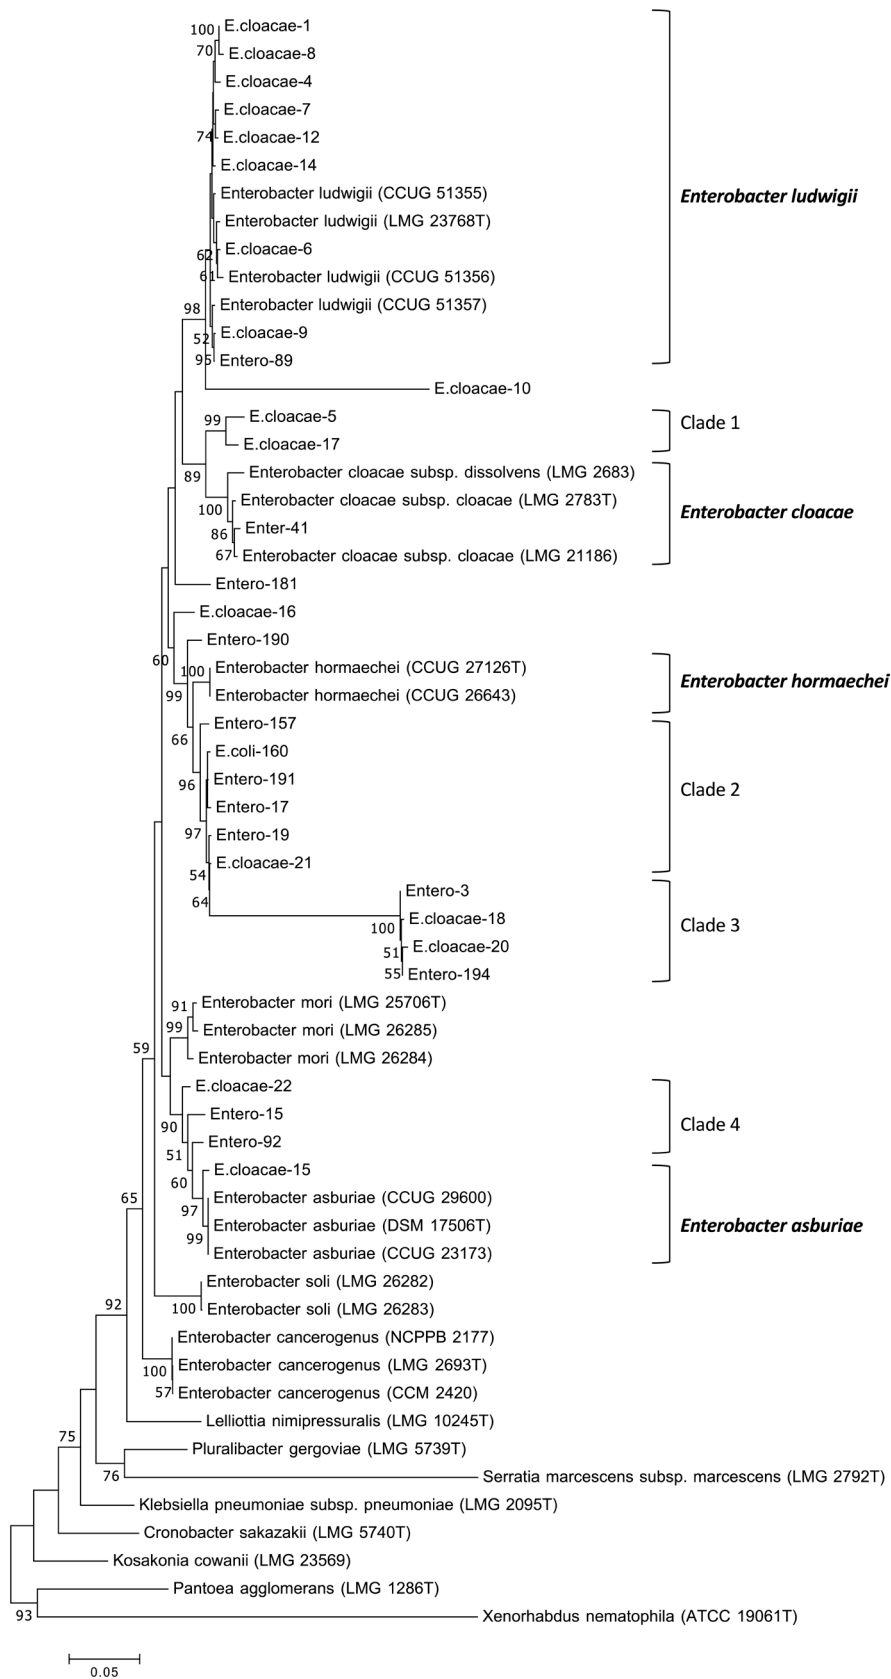 100
E.cloacae-1
70
E.cloacae-8
E.cloacae-4
E.cloacae-7
74
E.cloacae-12
E.cloacae-14
Enterobacter ludwigii (CCUG 51355)
Enterobacter ludwigii
Enterobacter ludwigii (LMG 23768T)
62
E.cloacae-6
61
Enterobacter ludwigii (CCUG 51356)
98
Enterobacter ludwigii (CCUG 51357)
52
E.cloacae-9
95
Entero-89
E.cloacae-10
99
E.cloacae-5
Clade 1
E.cloacae-17
89
Enterobacter cloacae subsp. dissolvens (LMG 2683)
100
Enterobacter cloacae subsp. cloacae (LMG 2783T)
Enterobacter cloacae
86
Enter-41
67
Enterobacter cloacae subsp. cloacae (LMG 21186)
Entero-181
E.cloacae-16
Entero-190
60
100
Enterobacter hormaechei (CCUG 27126T)
Enterobacter hormaechei
99
Enterobacter hormaechei (CCUG 26643)
Entero-157
66
E.coli-160
96
Entero-191
Clade 2
Entero-17
97
Entero-19
54
E.cloacae-21
64
Entero-3
100
E.cloacae-18
Clade 3
51
E.cloacae-20
55
Entero-194
91
Enterobacter mori (LMG 25706T)
99
Enterobacter mori (LMG 26285)
59
Enterobacter mori (LMG 26284)
E.cloacae-22
90
Entero-15
Clade 4
51
Entero-92
60
E.cloacae-15
65
97
Enterobacter asburiae (CCUG 29600)
Enterobacter asburiae (DSM 17506T)
Enterobacter asburiae
99
Enterobacter asburiae (CCUG 23173)
Enterobacter soli (LMG 26282)
92
100
Enterobacter soli (LMG 26283)
Enterobacter cancerogenus (NCPPB 2177)
100
Enterobacter cancerogenus (LMG 2693T)
57
Enterobacter cancerogenus (CCM 2420)
Lelliottia nimipressuralis (LMG 10245T)
75
Pluralibacter gergoviae (LMG 5739T)
76
Serratia marcescens subsp. marcescens (LMG 2792T)
Klebsiella pneumoniae subsp. pneumoniae (LMG 2095T)
Cronobacter sakazakii (LMG 5740T)
Kosakonia cowanii (LMG 23569)
Pantoea agglomerans (LMG 1286T)
93
Xenorhabdus nematophila (ATCC 19061T)
0.05